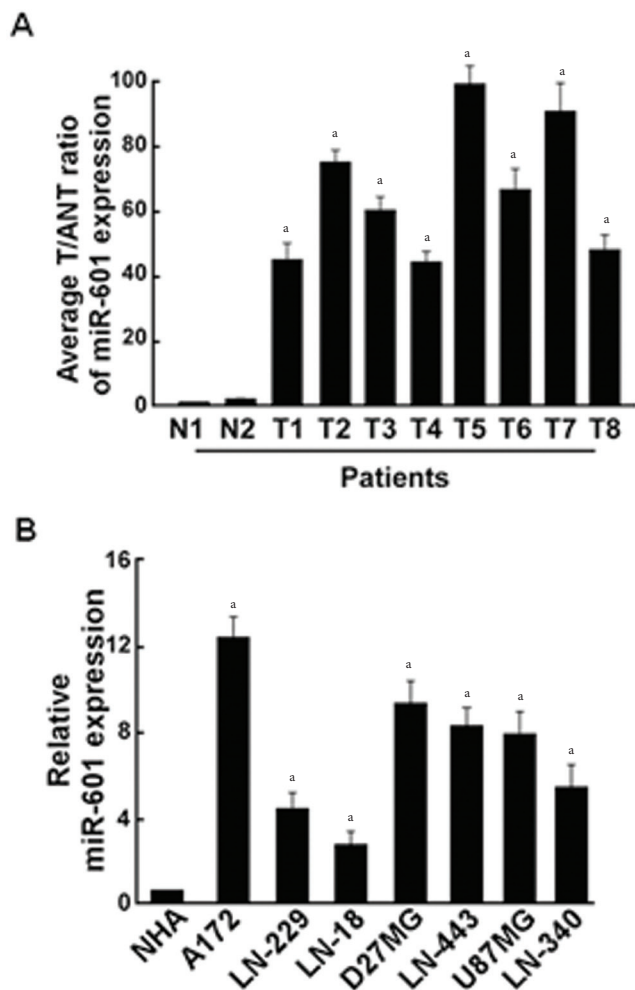 A
Average T/ANT ratio
of miR-601 expression
100
80
60
40
20
0
a
a
a
a
a
a
a
a
N1 N2 T1 T2 T3 T4 T5 T6 T7 T8
Patients
B
Relative
miR-601 expression
16
12
8
4
0
a
a
a
a
a
a
a
NHA
A172
LN-229
LN-18
D27MG
LN-443
U87MG
LN-340